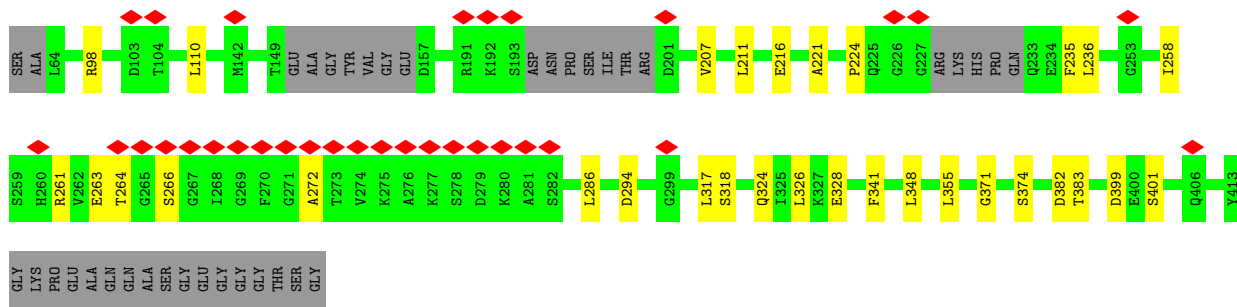 SER ALA L64 R98 D103 T104 L110 M142 T149 GLU ALA GLY TYR VAL GLY GLU D157 R191 K192 S193 ASP ASN PRO SER ILE THR ARG D201 V207 L211 E216 A221 P224 Q225 G226 G227 ARG LYS HIS PRO GLN Q233 E234 F235 L236 G253 I258
S259 H260 R261 V262 E263 T264 G265 S266 G267 I268 G269 F270 G271 A272 T273 V274 K275 A276 K277 S278 D279 K280 A281 S282 L286 D294 G299 L317 S318 Q324 I325 L326 K327 E328 F341 L348 L355 G371 S374 D382 T383 D399 E400 S401 Q406 Y413
GLY LYS PRO GLU ALA GLN GLN ALA SER GLY GLU GLY GLY GLY THR SER GLY